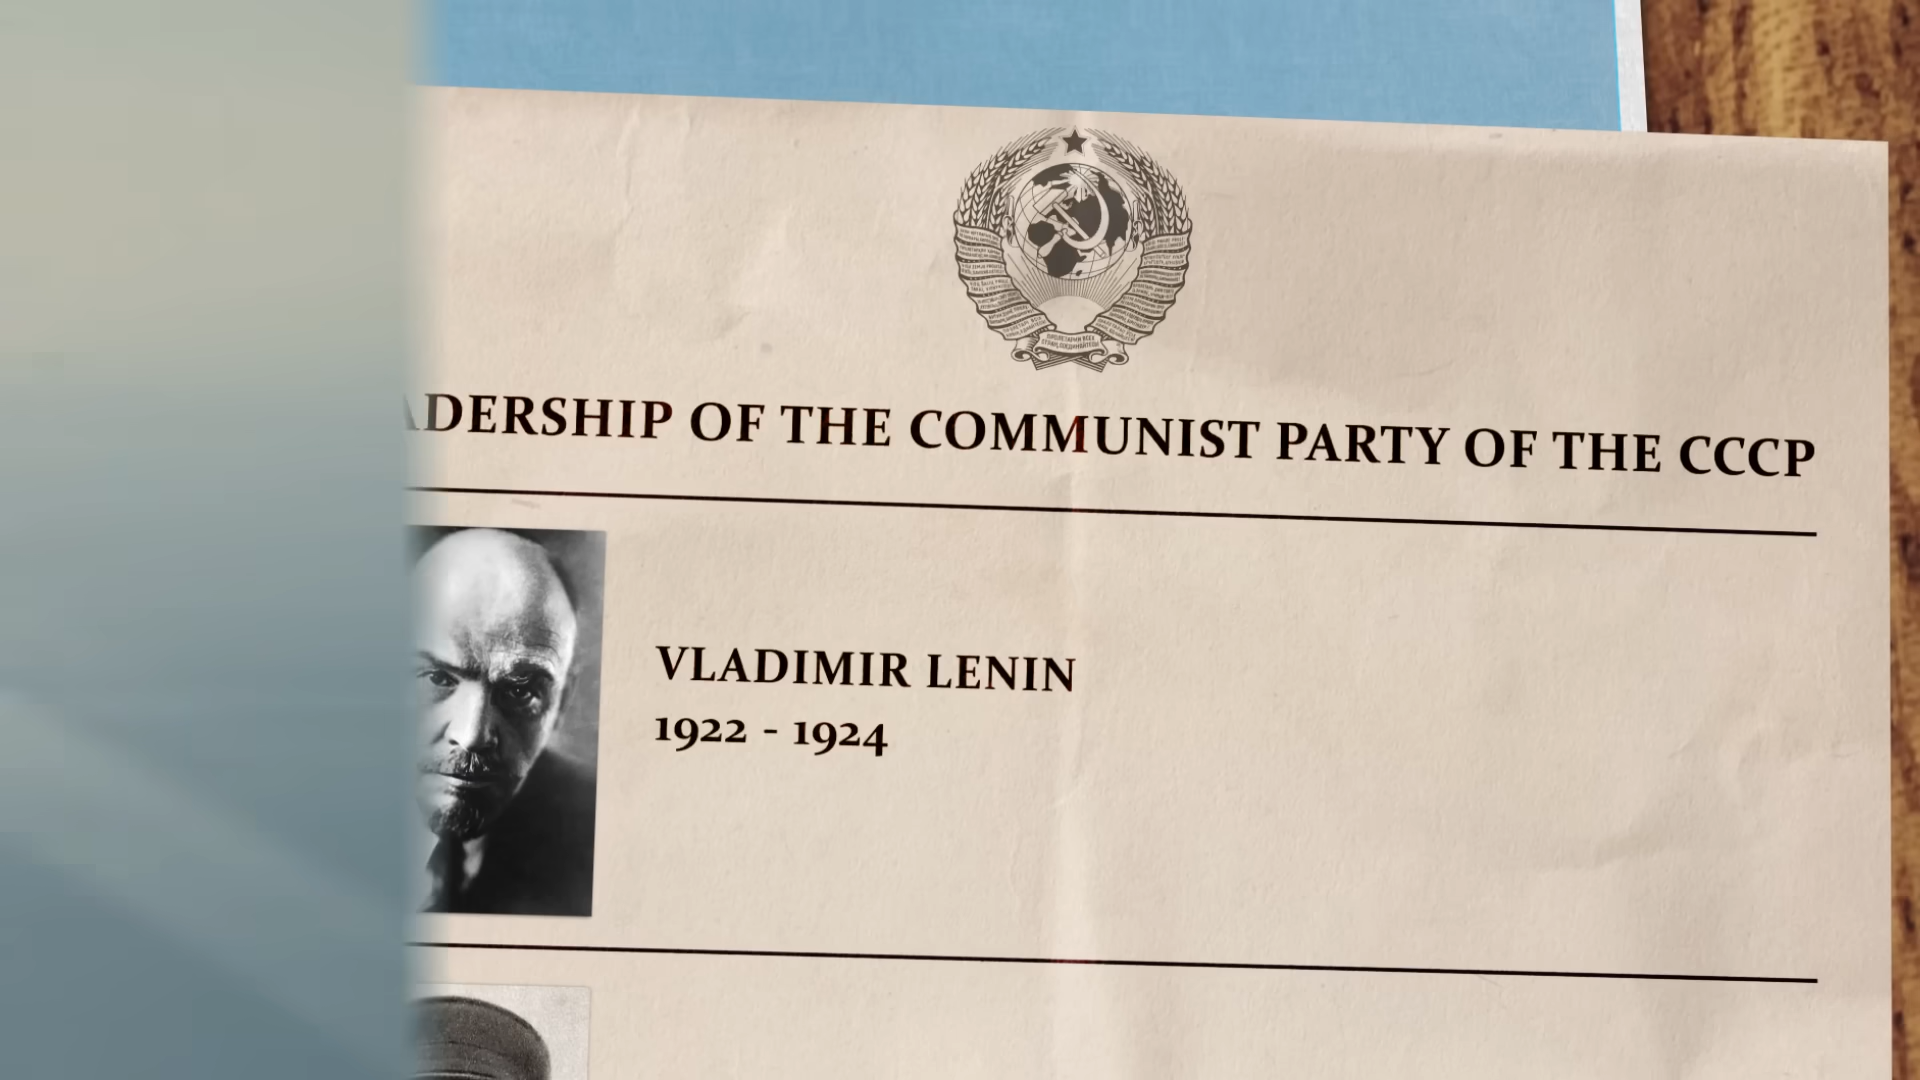 ADERSHIP OF THE COMMUNIST PARTY OF THE CCCP
VLADIMIR LENIN
1922 - 1924